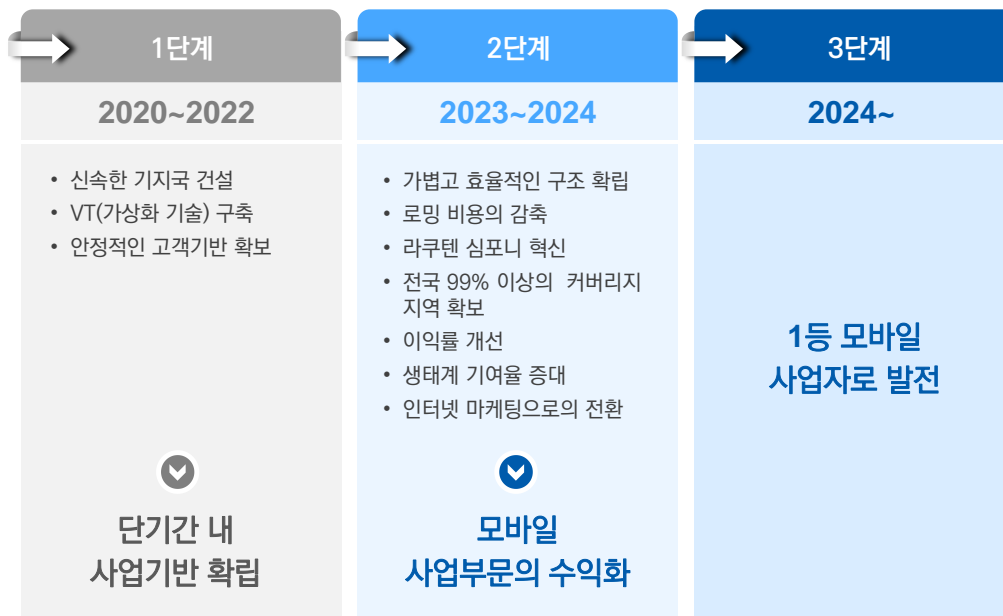 1단계
2020~2022
• 신속한 기지국 건설
• VT(가상화 기술) 구축
• 안정적인 고객기반 확보
단기간 내
사업기반 확립
2단계
2023~2024
• 가볍고 효율적인 구조 확립
• 로밍 비용의 감축
• 라쿠텐 심포니 혁신
• 전국 99% 이상의 커버리지
지역 확보
• 이익률 개선
• 생태계 기여율 증대
• 인터넷 마케팅으로의 전환
모바일
사업부문의 수익화
3단계
2024~
1등 모바일
사업자로 발전